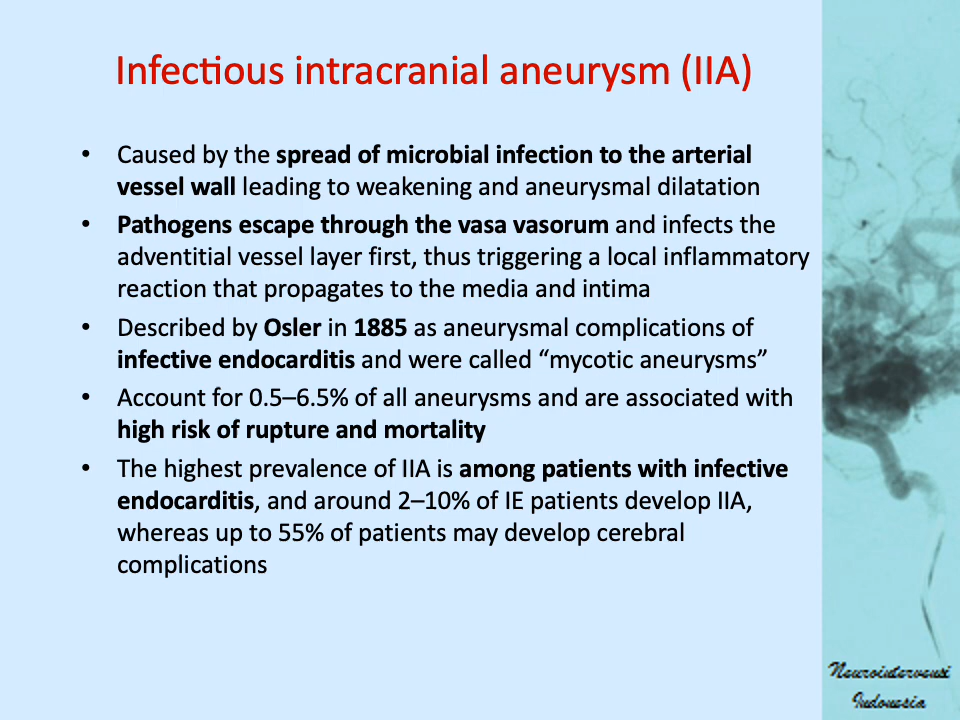 Infectious intracranial aneurysm (IIA)
• Caused by the spread of microbial infection to the arterial
vessel wall leading to weakening and aneurysmal dilatation
• Pathogens escape through the vasa vasorum and infects the
adventitial vessel layer first, thus triggering a local inflammatory
reaction that propagates to the media and intima
• Described by Osler in 1885 as aneurysmal complications of
infective endocarditis and were called “mycotic aneurysms”
• Account for 0.5–6.5% of all aneurysms and are associated with
high risk of rupture and mortality
• The highest prevalence of IIA is among patients with infective
endocarditis, and around 2–10% of IE patients develop IIA,
whereas up to 55% of patients may develop cerebral
complications
Neurointervensi
Indonesia